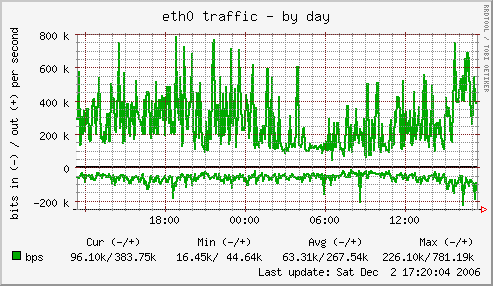 eth0 traffic - by day
RRDTOOL / TOBI OETIKER
bits in (-) / out (+) per second
800 k
600 k
400 k
200 k
0
-200 k
18:00 00:00 06:00 12:00
Cur (-/+) Min (-/+) Avg (-/+) Max (-/+)
bps 96.10k/383.75k 16.45k/ 44.64k 63.31k/267.54k 226.10k/781.19k
Last update: Sat Dec 2 17:20:04 2006